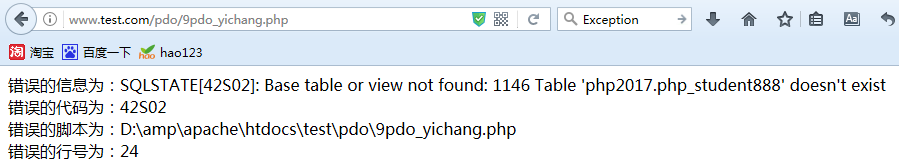 www.test.com/pdo/9pdo_yichang.php
Exception
淘 淘宝 百度一下 hao hao123
错误的信息为：SQLSTATE[42S02]: Base table or view not found: 1146 Table 'php2017.php_student888' doesn't exist
错误的代码为：42S02
错误的脚本为：D:\amp\apache\htdocs\test\pdo\9pdo_yichang.php
错误的行号为：24